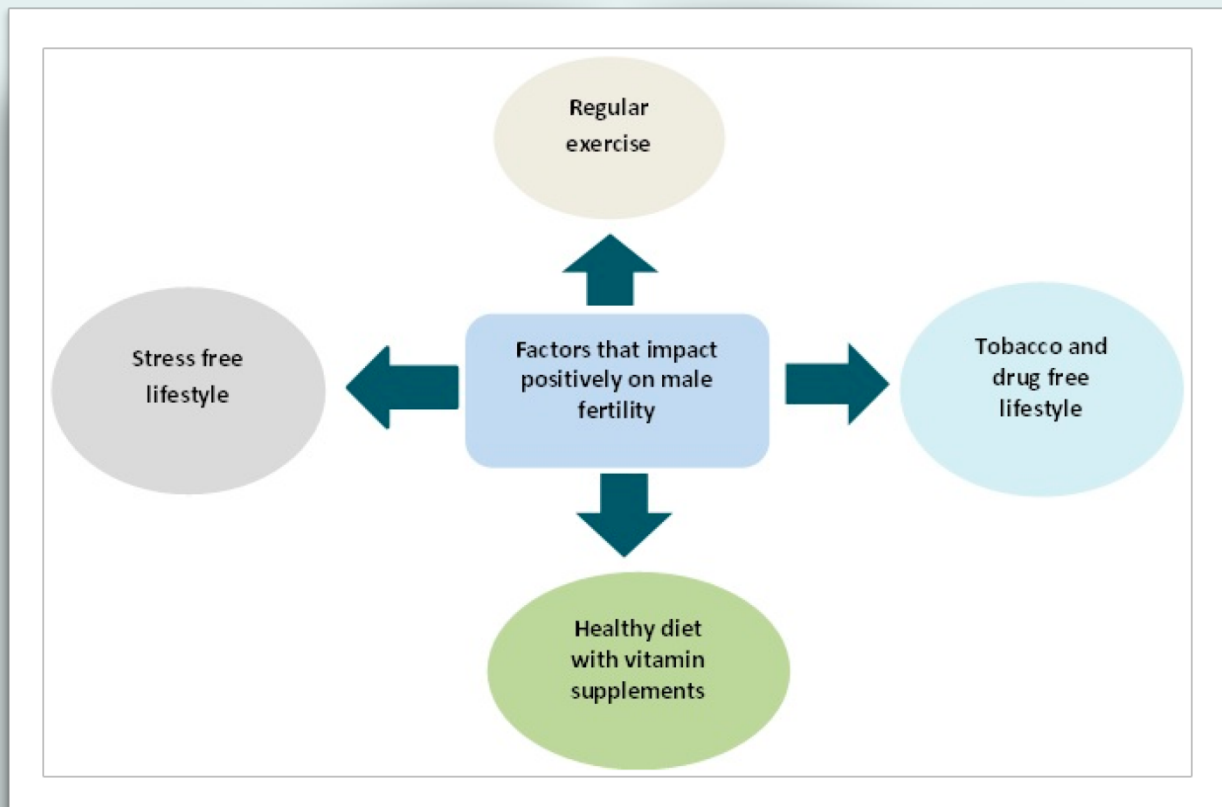 Regular
exercise
Stress free
lifestyle
Factors that impact
positively on male
fertility
Tobacco and
drug free
lifestyle
Healthy diet
with vitamin
supplements